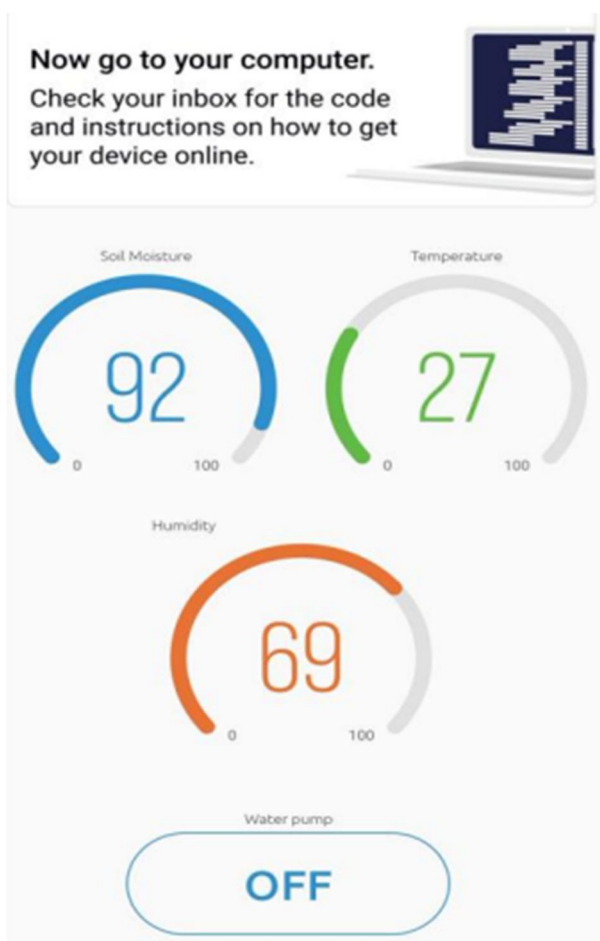 Now go to your computer.
Check your inbox for the code
and instructions on how to get
your device online.
Soil Moisture
92
0 100
Temperature
27
0 100
Humidity
69
0 100
Water pump
OFF